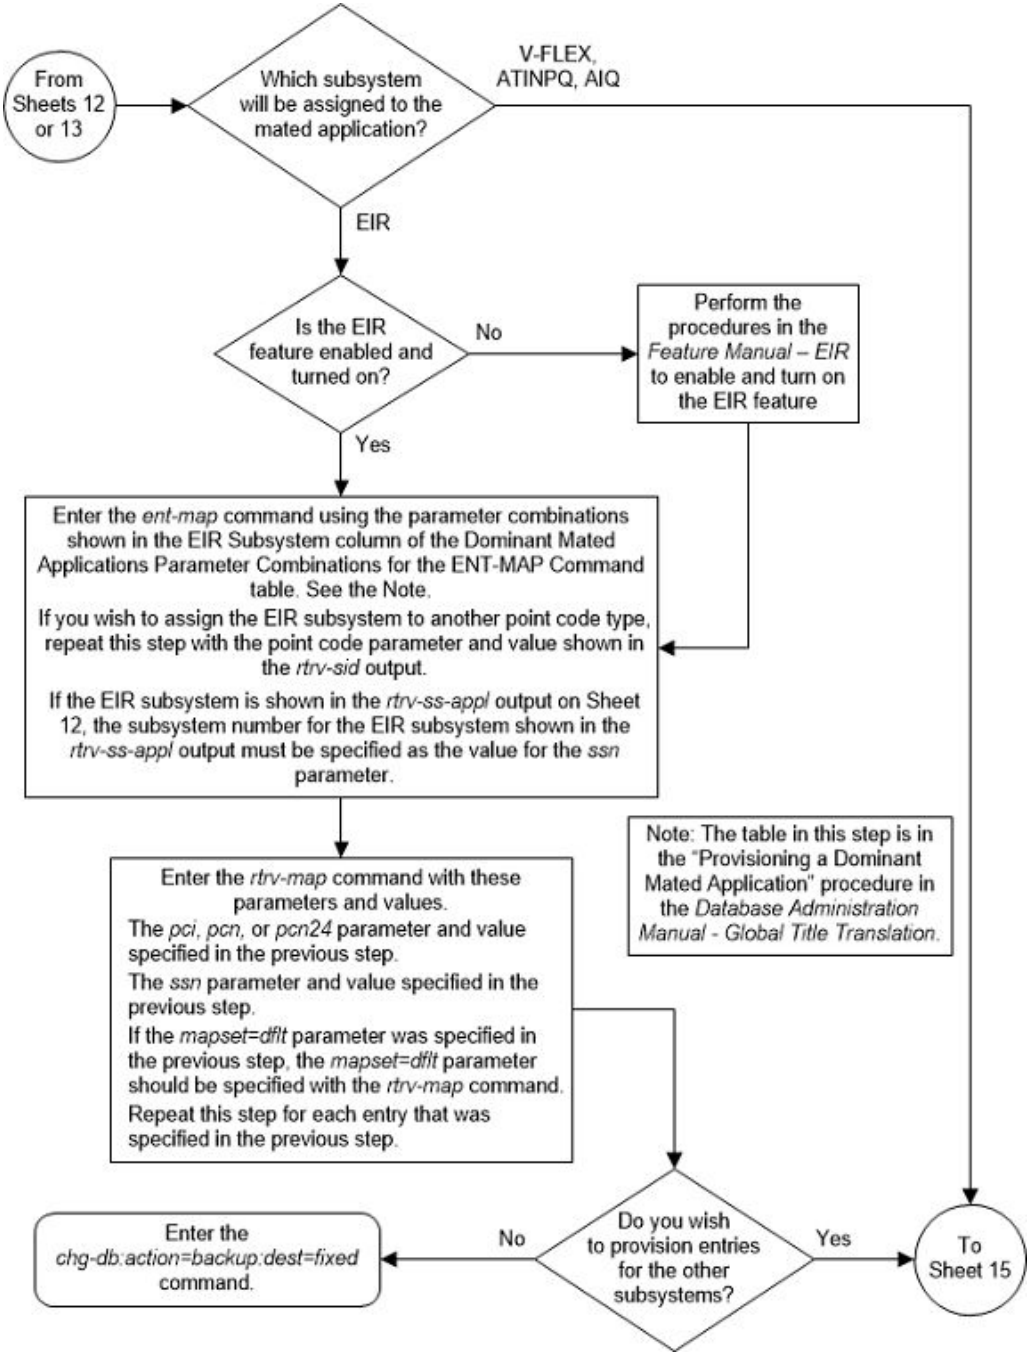 From
Sheets 12
or 13
Which subsystem
will be assigned to the
mated application?
V-FLEX,
ATINPQ, AIQ
EIR
Is the EIR
feature enabled and
turned on?
No
Perform the
procedures in the
Feature Manual – EIR
to enable and turn on
the EIR feature
Yes
Enter the ent-map command using the parameter combinations
shown in the EIR Subsystem column of the Dominant Mated
Applications Parameter Combinations for the ENT-MAP Command
table. See the Note.
If you wish to assign the EIR subsystem to another point code type,
repeat this step with the point code parameter and value shown in
the rtrv-sid output.
If the EIR subsystem is shown in the rtrv-ss-appl output on Sheet
12, the subsystem number for the EIR subsystem shown in the
rtrv-ss-appl output must be specified as the value for the ssn
parameter.
Note: The table in this step is in
the “Provisioning a Dominant
Mated Application” procedure in
the Database Administration
Manual - Global Title Translation.
Enter the rtrv-map command with these
parameters and values.
The pci, pcn, or pcn24 parameter and value
specified in the previous step.
The ssn parameter and value specified in the
previous step.
If the mapset=dflt parameter was specified in
the previous step, the mapset=dflt parameter
should be specified with the rtrv-map command.
Repeat this step for each entry that was
specified in the previous step.
Do you wish
to provision entries
for the other
subsystems?
No
Yes
Enter the
chg-db:action=backup:dest=fixed
command.
To
Sheet 15